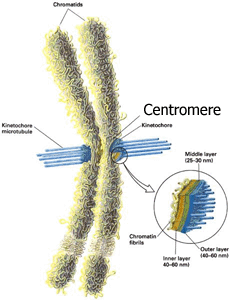 Chromatids
Centromere
Kinetochore
microtubule
Kinetochore
Middle layer
(25–30 nm)
Chromatin
fibrils
Inner layer
(40–60 nm)
Outer layer
(40–60 nm)